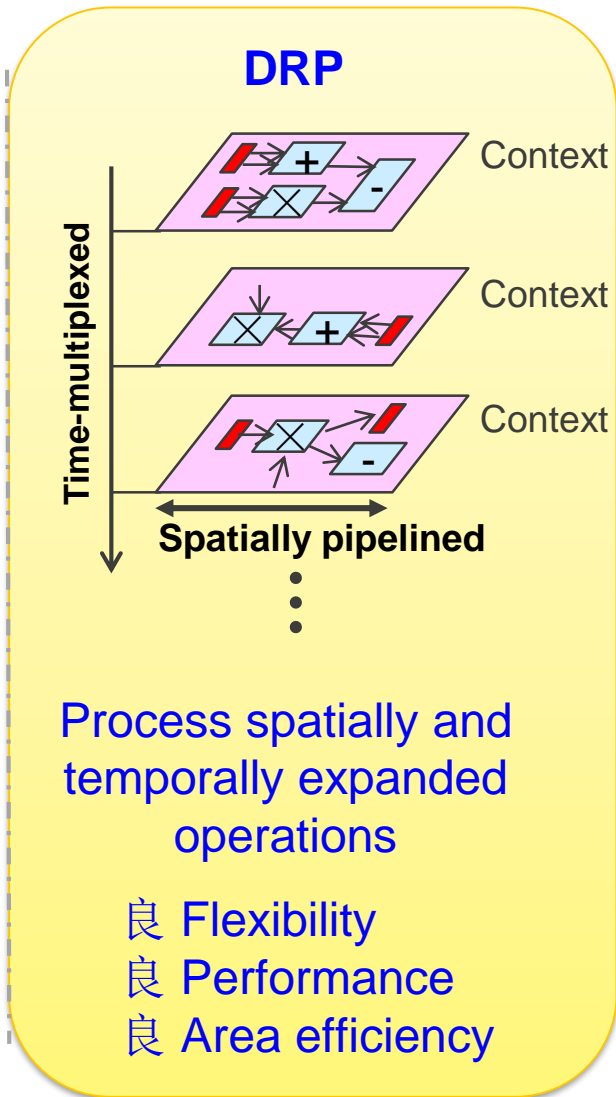 DRP
Context
+
-
×
Context
×
+
Context
×
-
Time-multiplexed
Spatially pipelined
Process spatially and
temporally expanded
operations
良 Flexibility
良 Performance
良 Area efficiency